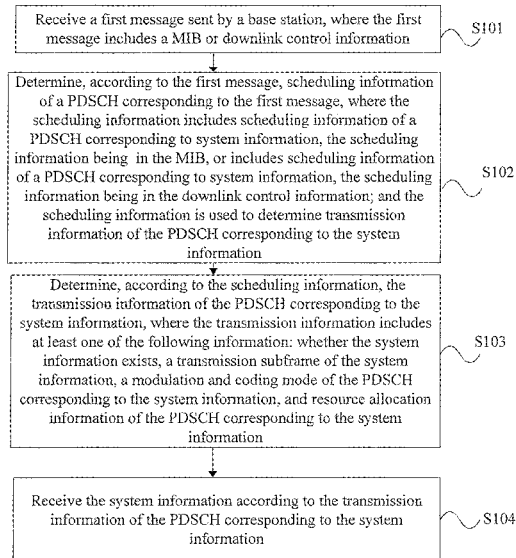 Receive a first message sent by a base station, where the first
message includes a MIB or downlink control information
S101
Determine, according to the first message, scheduling information
of a PDSCH corresponding to the first message, where the
scheduling information includes scheduling information of a
PDSCH corresponding to system information, the scheduling
information being in the MIB, or includes scheduling information
of a PDSCH corresponding to system information, the scheduling
information being in the downlink control information; and the
scheduling information is used to determine transmission
information of the PDSCH corresponding to the system
information
S102
Determine, according to the scheduling information, the
transmission information of the PDSCH corresponding to the
system information, where the transmission information includes
at least one of the following information: whether the system
information exists, a transmission subframe of the system
information, a modulation and coding mode of the PDSCH
corresponding to the system information, and resource allocation
information of the PDSCH corresponding to the system
information
S103
Receive the system information according to the transmission
information of the PDSCH corresponding to the system
information
S104